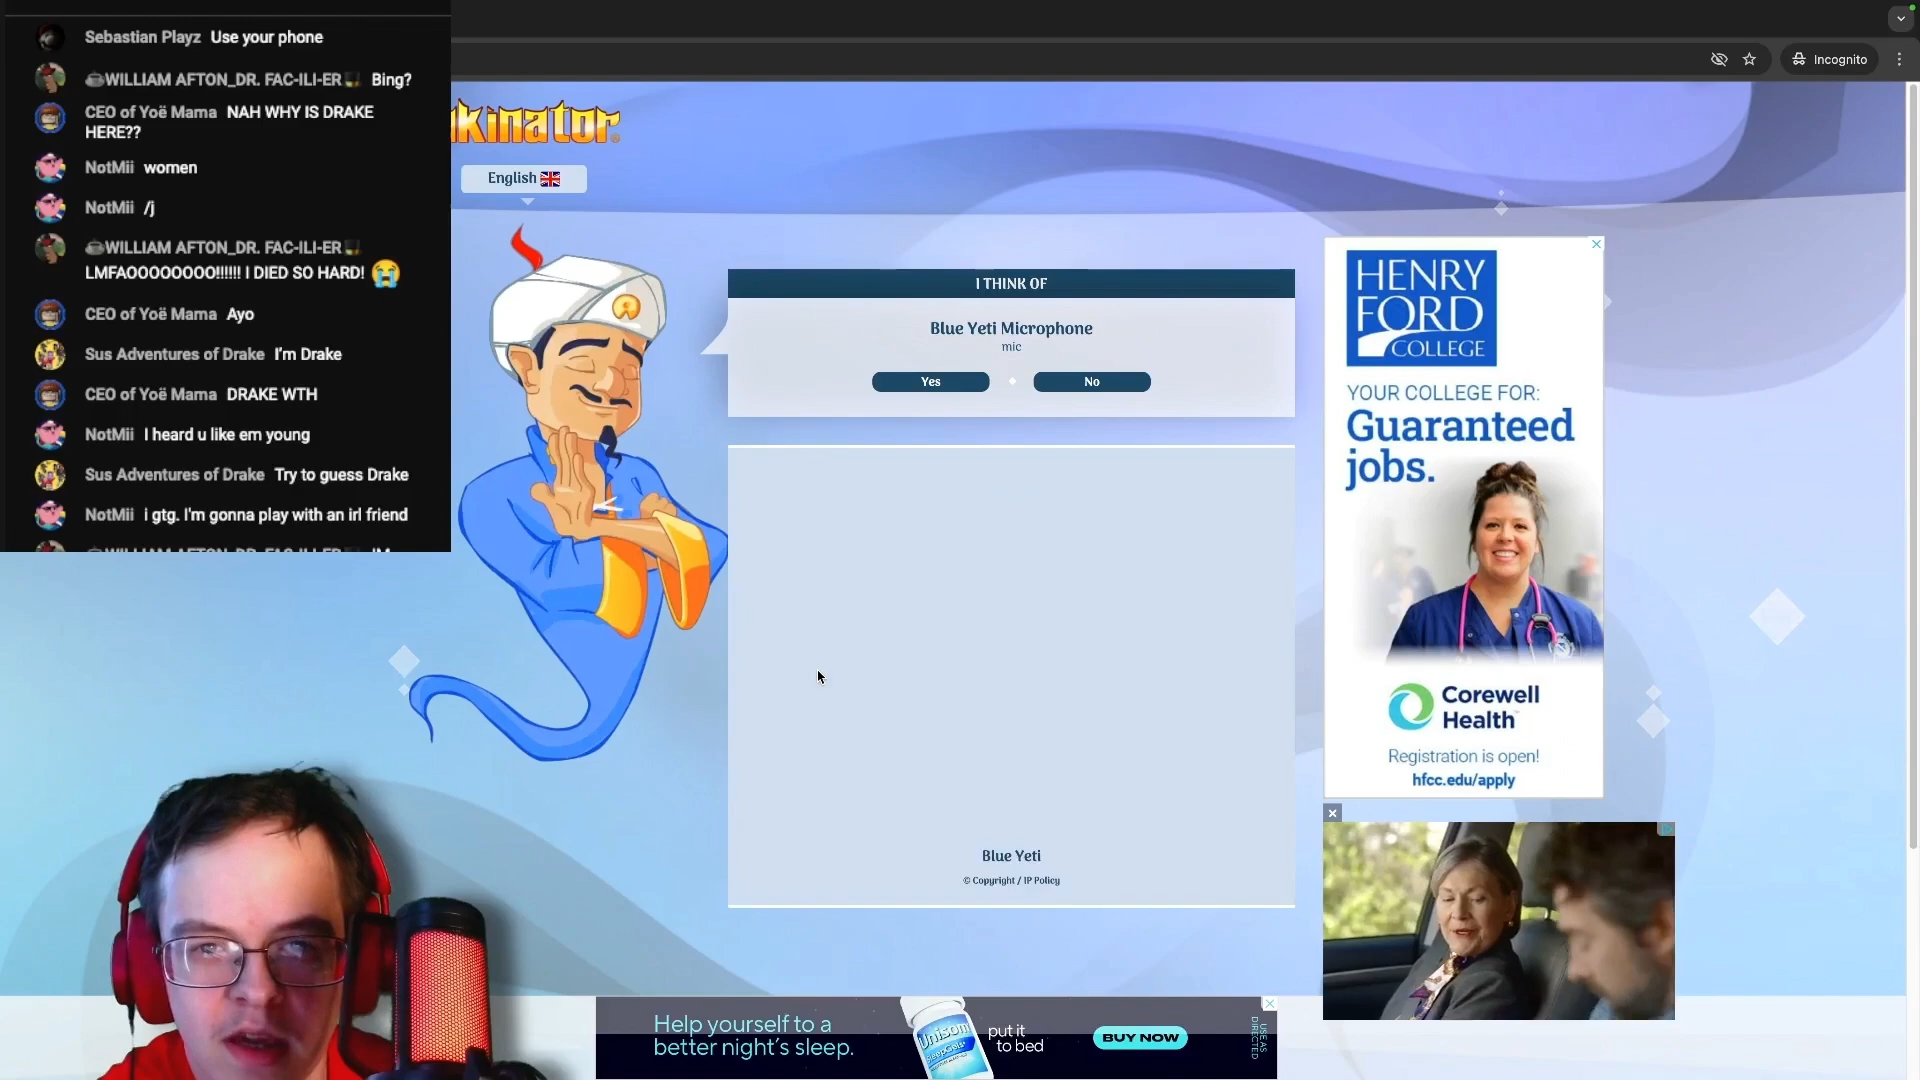 Sebastian Playz Use your phone
WILLIAM AFTON_DR. FAC-ILI-ER Bing?
CEO of Yoë Mama NAH WHY IS DRAKE
HERE??
NotMii women
NotMii /j
WILLIAM AFTON_DR. FAC-ILI-ER
LMFAOOOOOOOO!!!!!! I DIED SO HARD! 😭
CEO of Yoë Mama Ayo
Sus Adventures of Drake I'm Drake
CEO of Yoë Mama DRAKE WTH
NotMii I heard u like em young
Sus Adventures of Drake Try to guess Drake
NotMii i gtg. I'm gonna play with an irl friend
Incognito
akinator
English
I THINK OF
Blue Yeti Microphone
mic
Yes
No
Blue Yeti
© Copyright / IP Policy
HENRY
FORD
COLLEGE
YOUR COLLEGE FOR:
Guaranteed
jobs.
Corewell
Health
Registration is open!
hfcc.edu/apply
Help yourself to a
better night's sleep.
Unisom
SleepGels
put it
to bed
BUY NOW
USE AS
DIRECTED